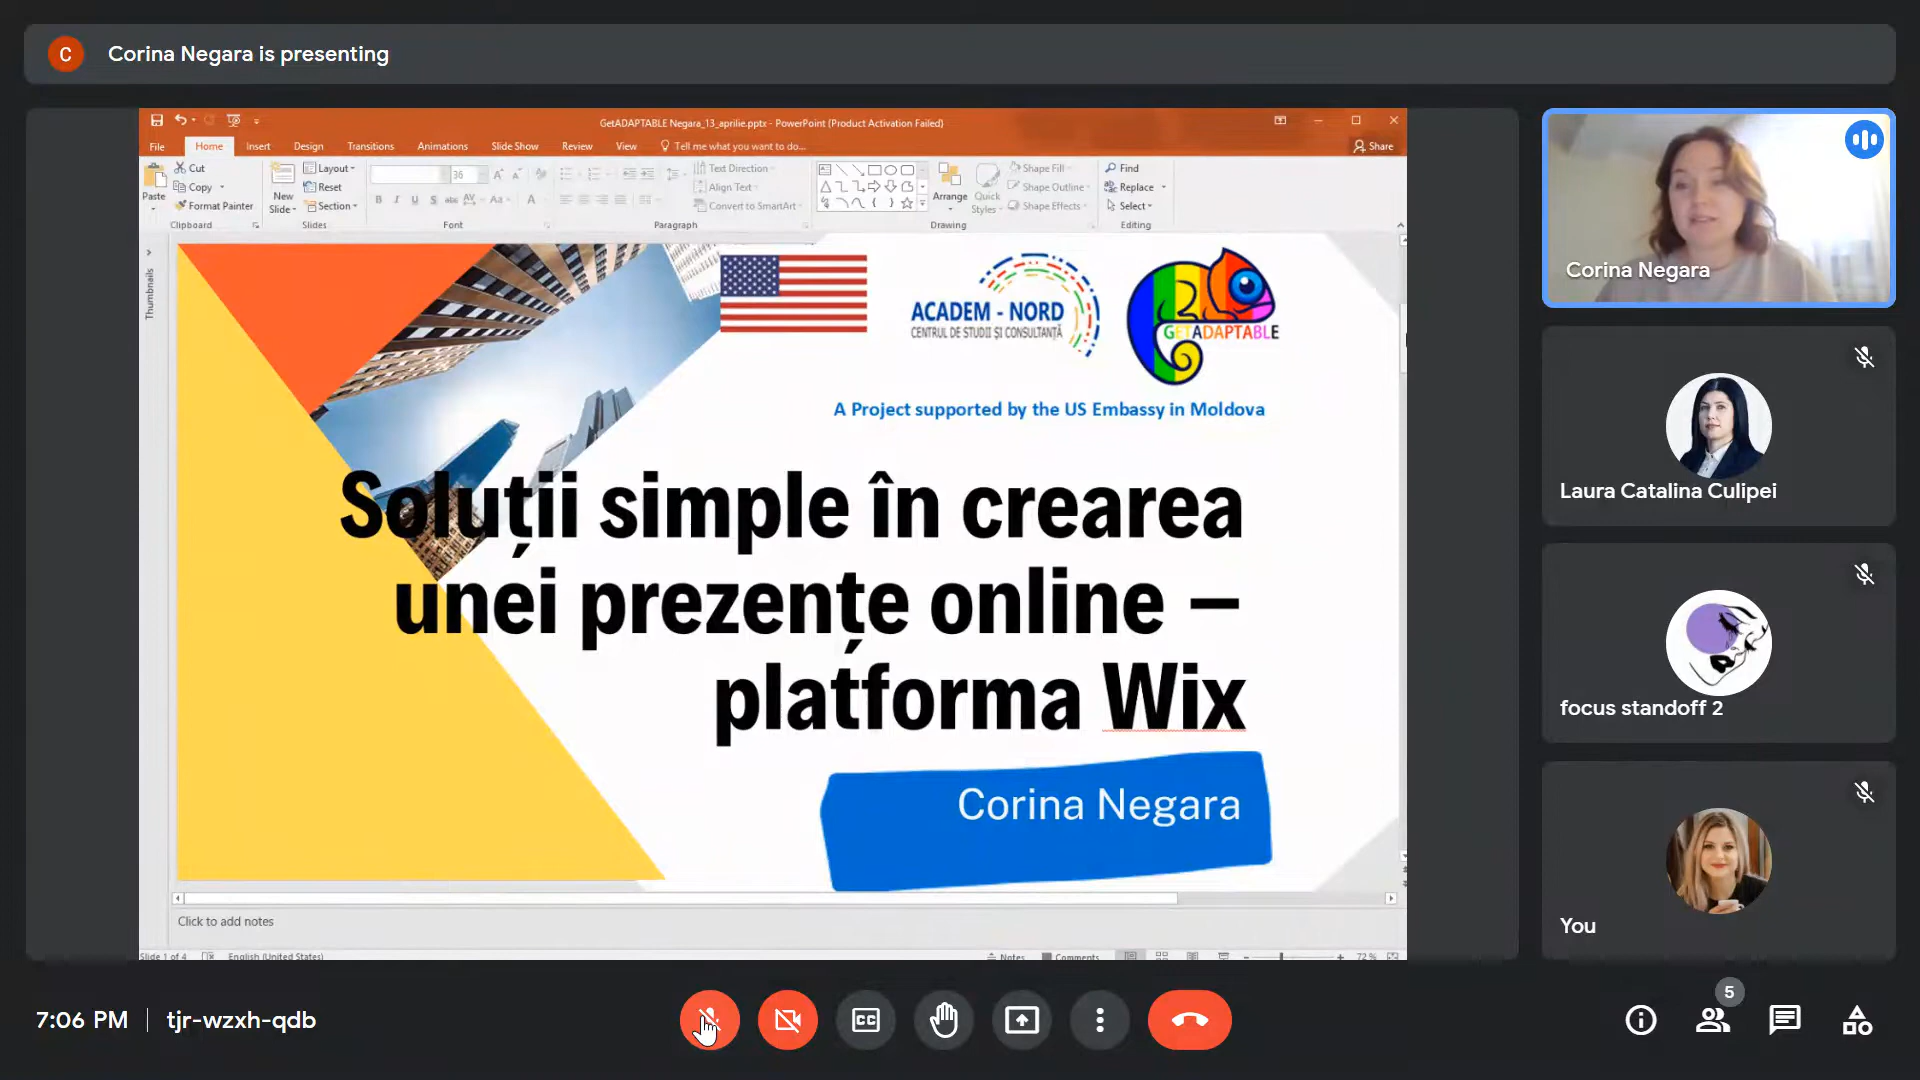 C Corina Negara is presenting
GetADAPTABLE Negara_13_aprilie.pptx - PowerPoint (Product Activation Failed)
File Home Insert Design Transitions Animations Slide Show Review View Tell me what you want to do... Share
Cut
Copy
Format Painter
Paste
Clipboard
New Slide
Layout
Reset
Section
Slides
36
B I U S abc AV Aa A
Font
Text Direction
Align Text
Convert to SmartArt
Paragraph
Arrange
Quick Styles
Shape Fill
Shape Outline
Shape Effects
Drawing
Find
Replace
Select
Editing
Thumbnails
ACADEM - NORD
CENTRUL DE STUDII ȘI CONSULTANȚĂ
GETADAPTABLE
A Project supported by the US Embassy in Moldova
Soluții simple în crearea
unei prezențe online –
platforma Wix
Corina Negara
Click to add notes
Slide 1 of 4 English (United States) Notes Comments 72 %
Corina Negara
Laura Catalina Culipei
focus standoff 2
You
7:06 PM | tjr-wzxh-qdb
CC
5